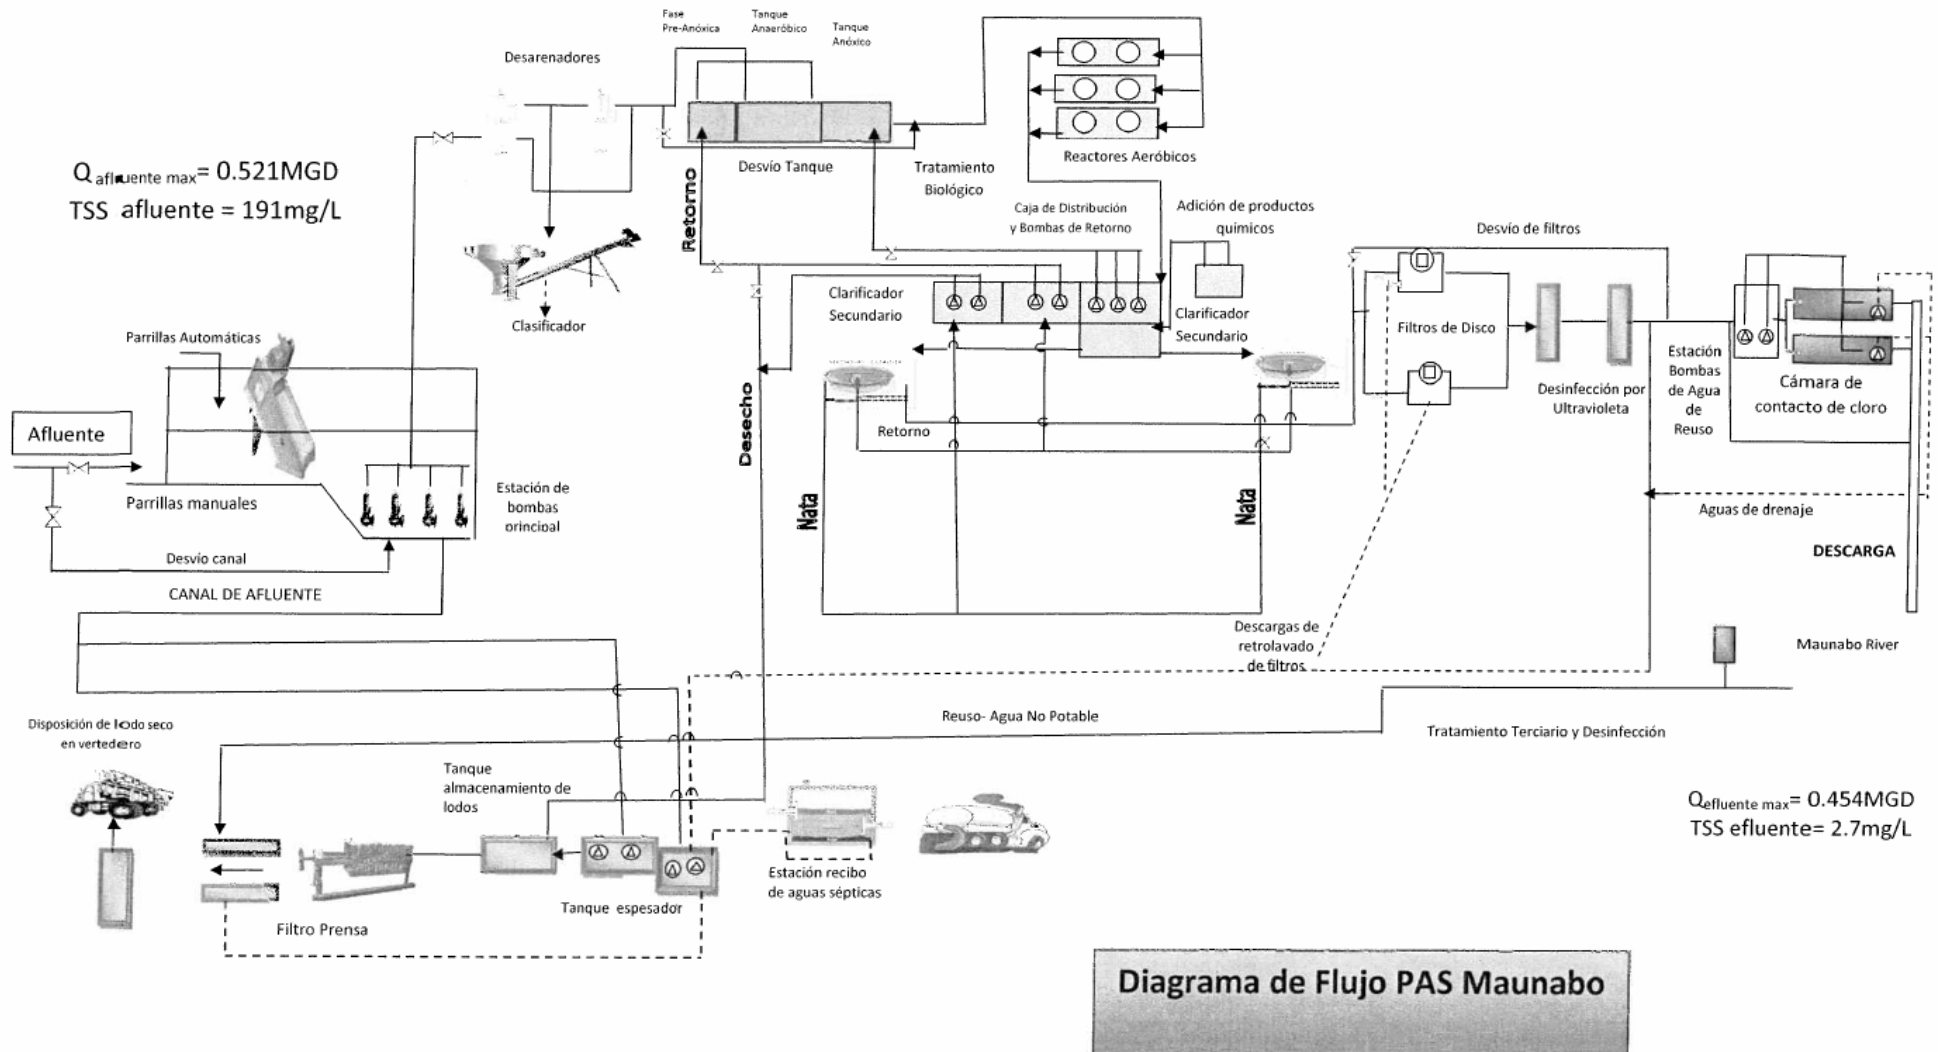 Fase
Pre-Anóxica
Tanque
Anaeróbico
Tanque
Anóxico
Desarenadores
Q afluente max= 0.521MGD
TSS afluente = 191mg/L
Desvío Tanque
Tratamiento
Biológico
Reactores Aeróbicos
Retorno
Caja de Distribución
y Bombas de Retorno
Adición de productos
químicos
Desvío de filtros
Clarificador
Secundario
Clarificador
Secundario
Clasificador
Parrillas Automáticas
Filtros de Disco
Estación
Bombas
de Agua
de
Reuso
Desinfección por
Ultravioleta
Cámara de
contacto de cloro
Afluente
Retorno
Desecho
Parrillas manuales
Estación de
bombas
principal
Nata
Nata
Aguas de drenaje
DESCARGA
Desvío canal
CANAL DE AFLUENTE
Descargas de
retrolavado
de filtros
Maunabo River
Reuso- Agua No Potable
Tratamiento Terciario y Desinfección
Disposición de lodo seco
en vertedero
Tanque
almacenamiento de
lodos
Qefluente max= 0.454MGD
TSS efluente= 2.7mg/L
Estación recibo
de aguas sépticas
Tanque espesador
Filtro Prensa
Diagrama de Flujo PAS Maunabo